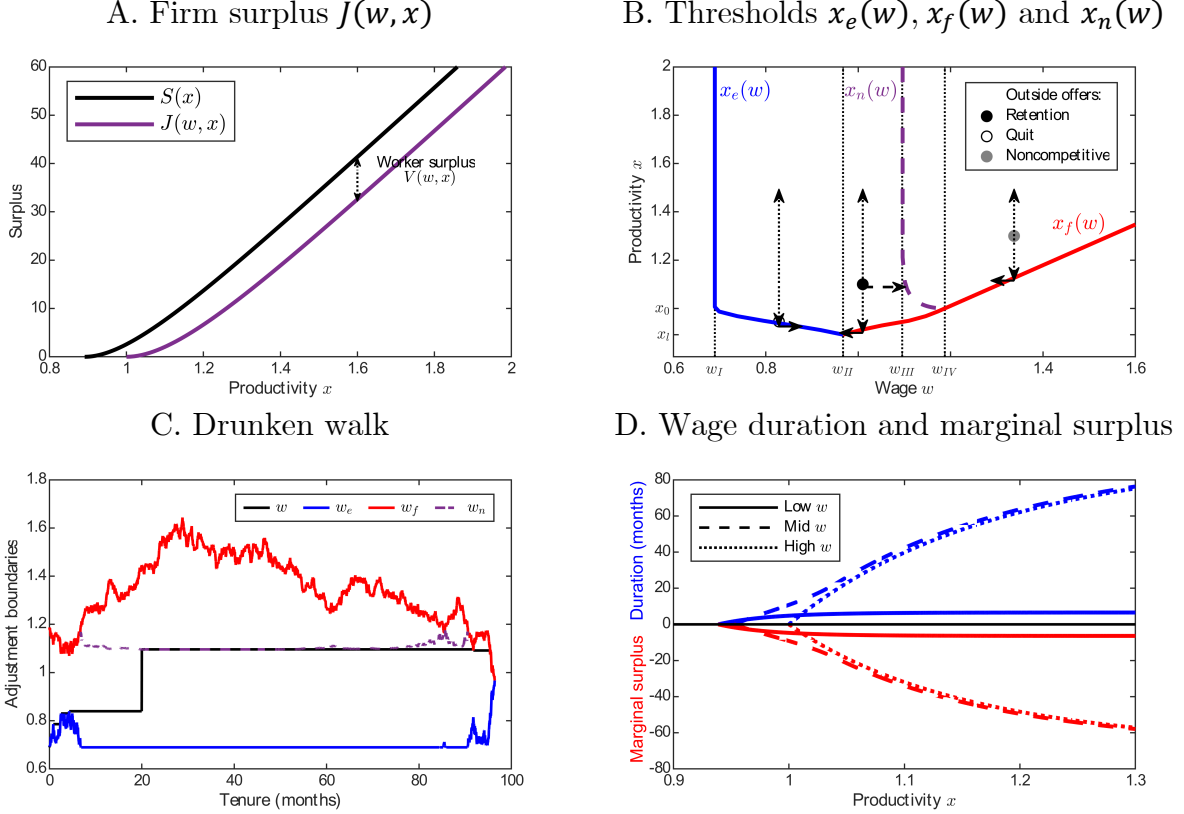 A. Firm surplus J(w, x)
60
50
40
30
20
10
0
Surplus
S(x)
J(w, x)
Worker surplus
V(w, x)
0.8
1
1.2
1.4
1.6
1.8
2
Productivity x
B. Thresholds x_e(w), x_f(w) and x_n(w)
2
1.8
1.6
1.4
1.2
x_0
x_l
Productivity x
x_e(w)
x_n(w)
x_f(w)
Outside offers:
Retention
Quit
Noncompetitive
0.6
w_I
0.8
w_II
w_III
w_IV
1.4
1.6
Wage w
C. Drunken walk
1.8
1.6
1.4
1.2
1
0.8
0.6
Adjustment boundaries
w
w_e
w_f
w_n
0
20
40
60
80
100
Tenure (months)
D. Wage duration and marginal surplus
80
60
40
20
0
-20
-40
-60
-80
Marginal surplus
Duration (months)
Low w
Mid w
High w
0.9
1
1.1
1.2
1.3
Productivity x